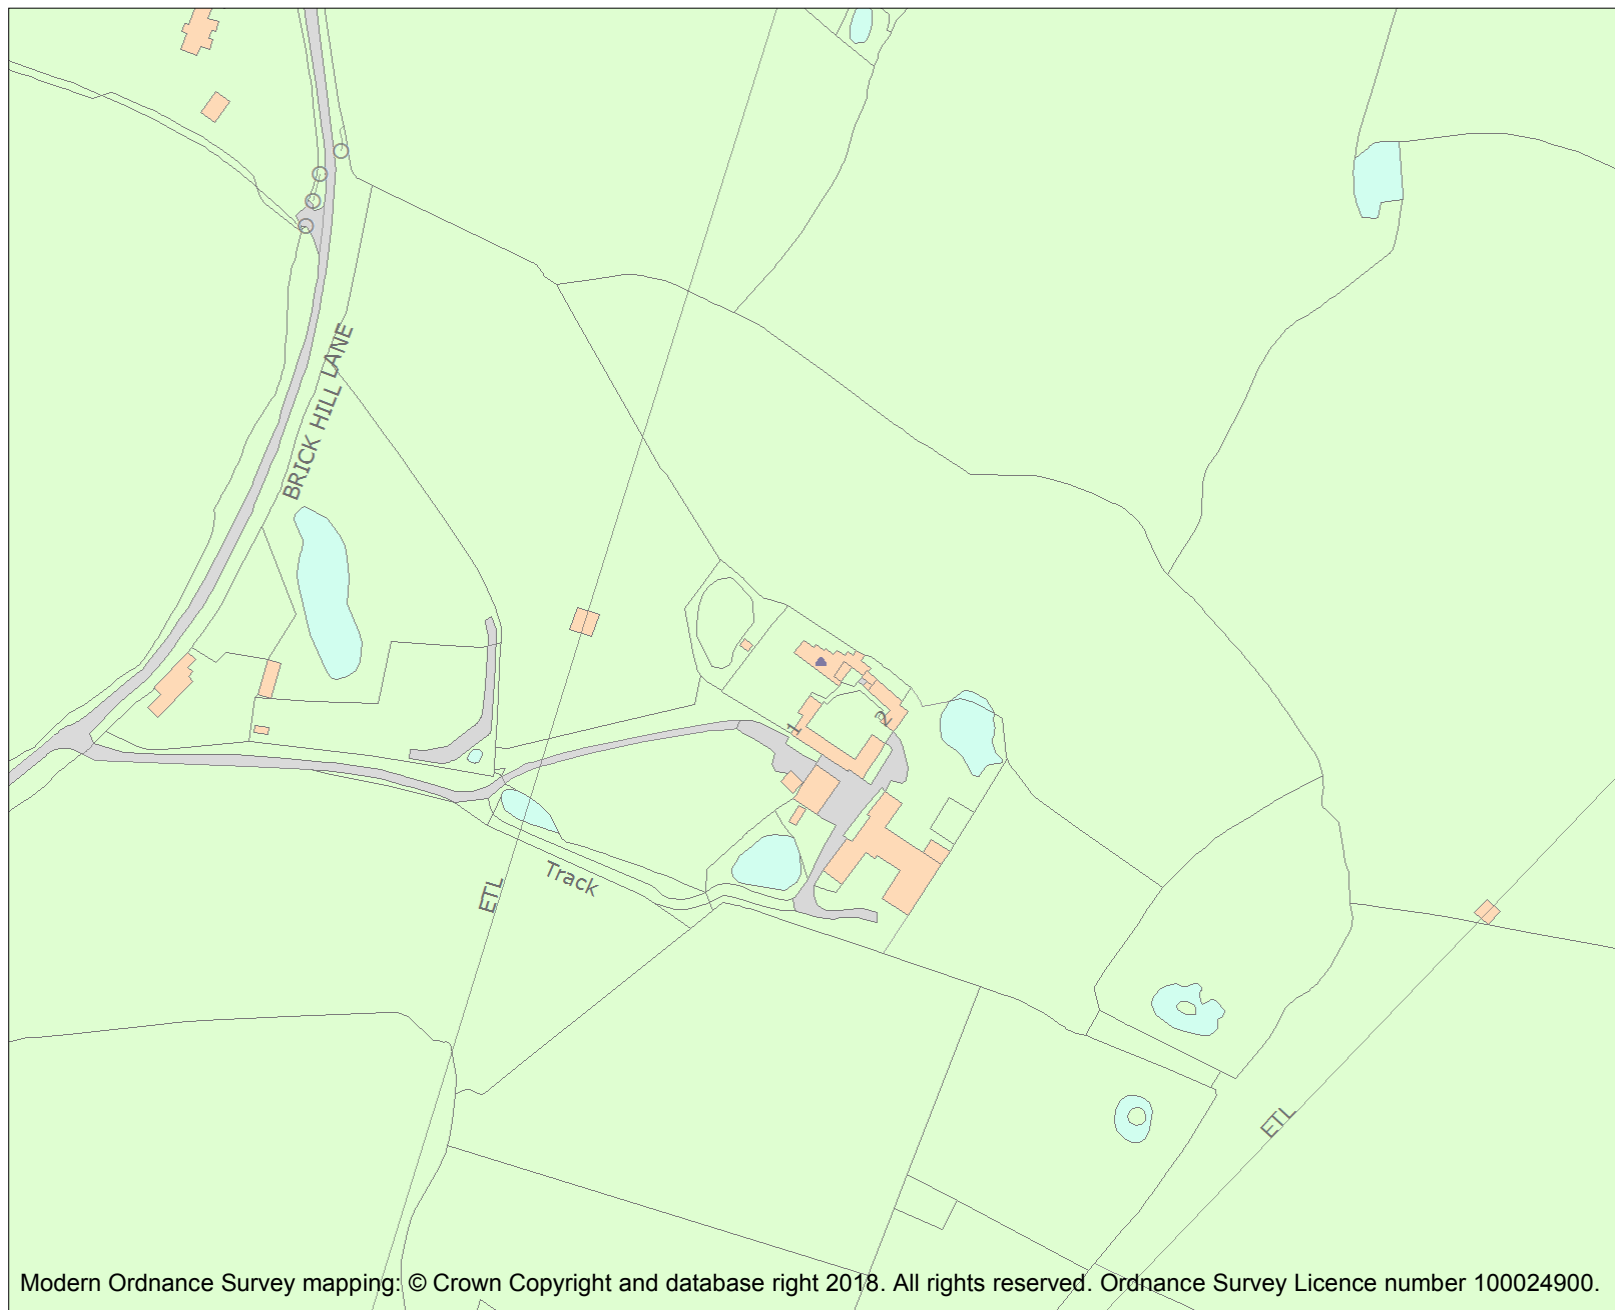 BRICK HILL LANE
1
2
ETL
Track
ETL
Modern Ordnance Survey mapping: © Crown Copyright and database right 2018. All rights reserved. Ordnance Survey Licence number 100024900.